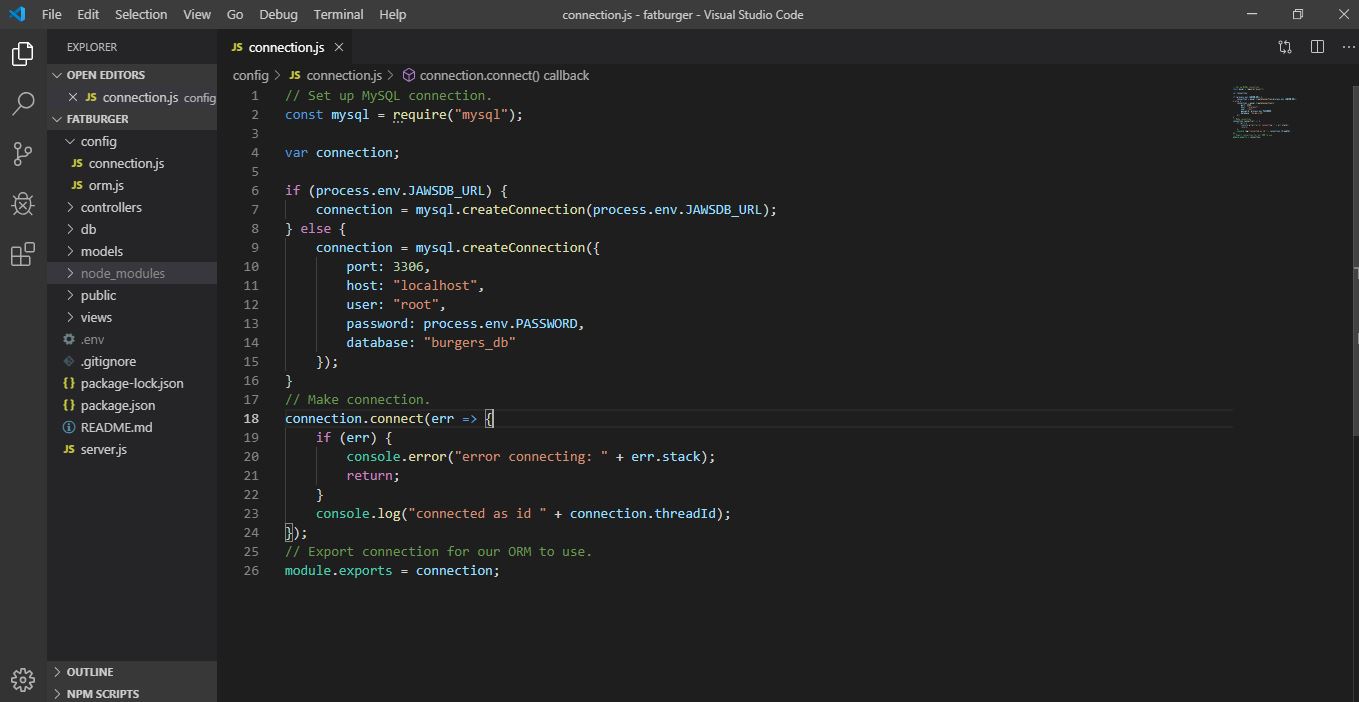 File Edit Selection View Go Debug Terminal Help connection.js - fatburger - Visual Studio Code
EXPLORER
OPEN EDITORS
JS connection.js config
FATBURGER
config
JS connection.js
JS orm.js
controllers
db
models
node_modules
public
views
.env
.gitignore
{} package-lock.json
{} package.json
README.md
JS server.js
OUTLINE
NPM SCRIPTS
JS connection.js
config > JS connection.js > connection.connect() callback
1 // Set up MySQL connection.
2 const mysql = require("mysql");
3
4 var connection;
5
6 if (process.env.JAWSDB_URL) {
7     connection = mysql.createConnection(process.env.JAWSDB_URL);
8 } else {
9     connection = mysql.createConnection({
10         port: 3306,
11         host: "localhost",
12         user: "root",
13         password: process.env.PASSWORD,
14         database: "burgers_db"
15     });
16 }
17 // Make connection.
18 connection.connect(err => {
19     if (err) {
20         console.error("error connecting: " + err.stack);
21         return;
22     }
23     console.log("connected as id " + connection.threadId);
24 });
25 // Export connection for our ORM to use.
26 module.exports = connection;